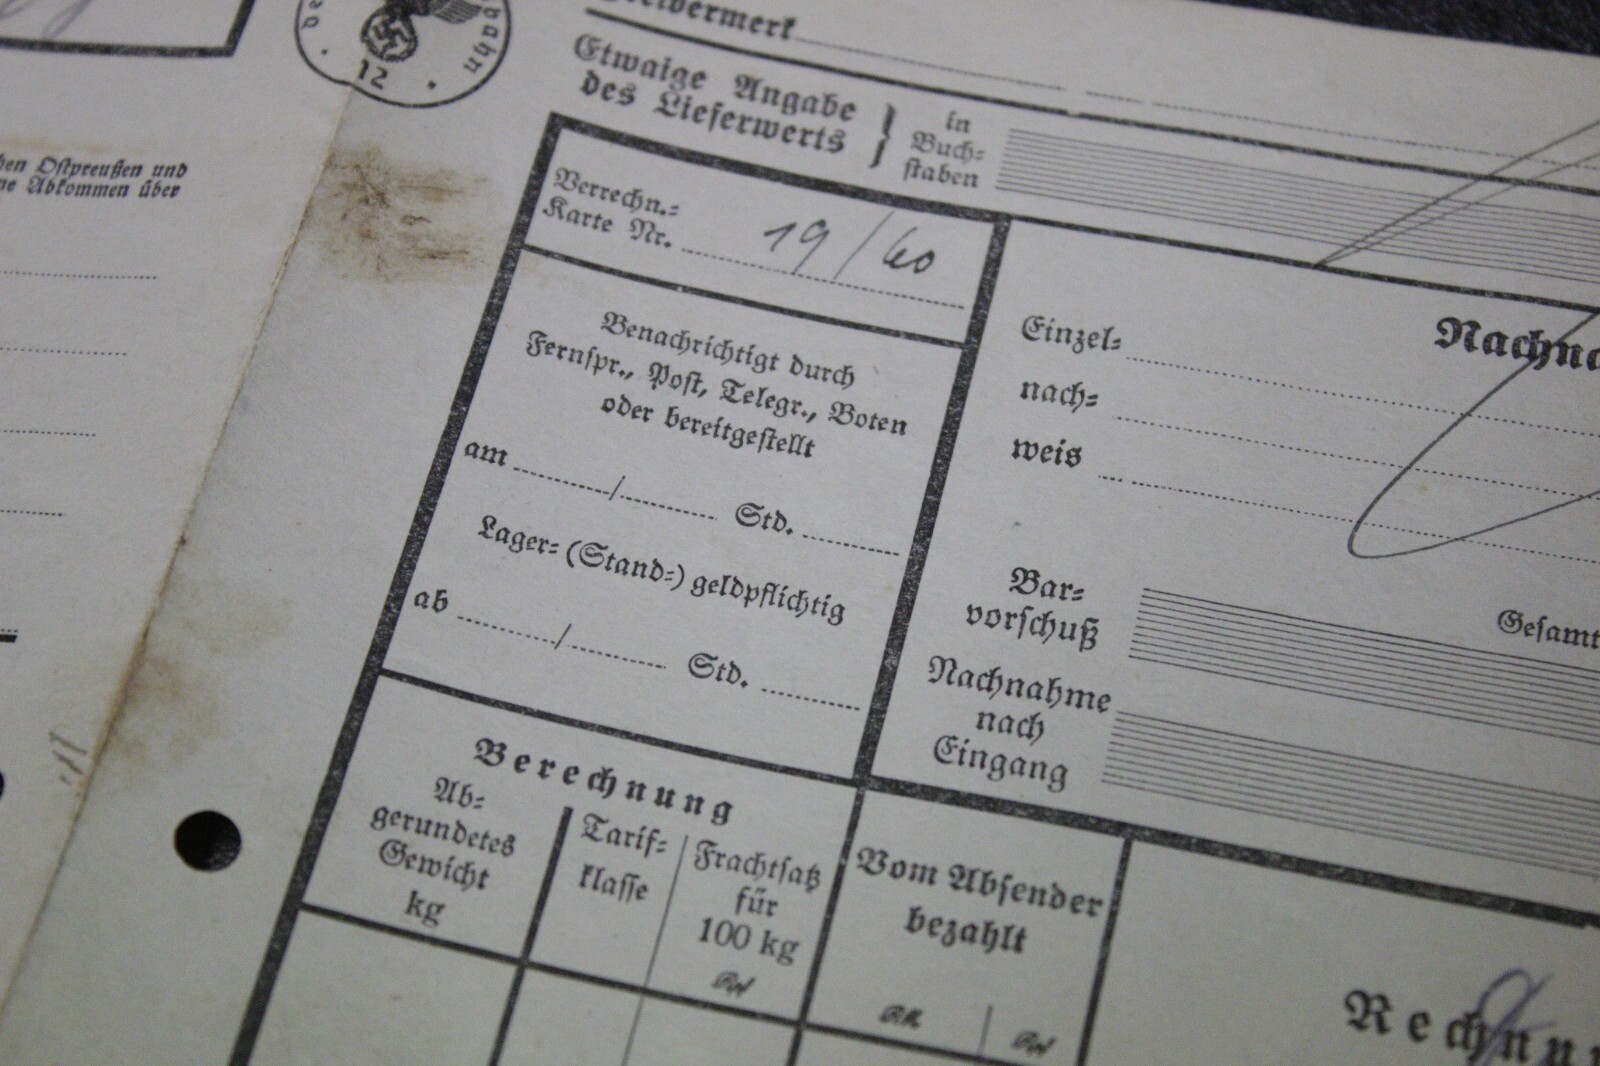 bahn
12
Etwaige Angabe
des Lieferwerts
in
Buch=
staben
Ostpreußen und
Abkommen über
Verrechn.=
Karte Nr. 19/60
Benachrichtigt durch
Fernspr., Post, Telegr., Boten
oder bereitgestellt
am / Std.
Lager= (Stand=) geldpflichtig
ab / Std.
Einzel=
nach=
weis
Bar=
vorschuß
Gesamt
Nachnahme
nach
Eingang
Berechnung
Ab=
gerundetes
Gewicht
kg
Tarif=
klasse
Frachtsatz
für
100 kg
Rpf
Vom Absender
bezahlt
RM Rpf